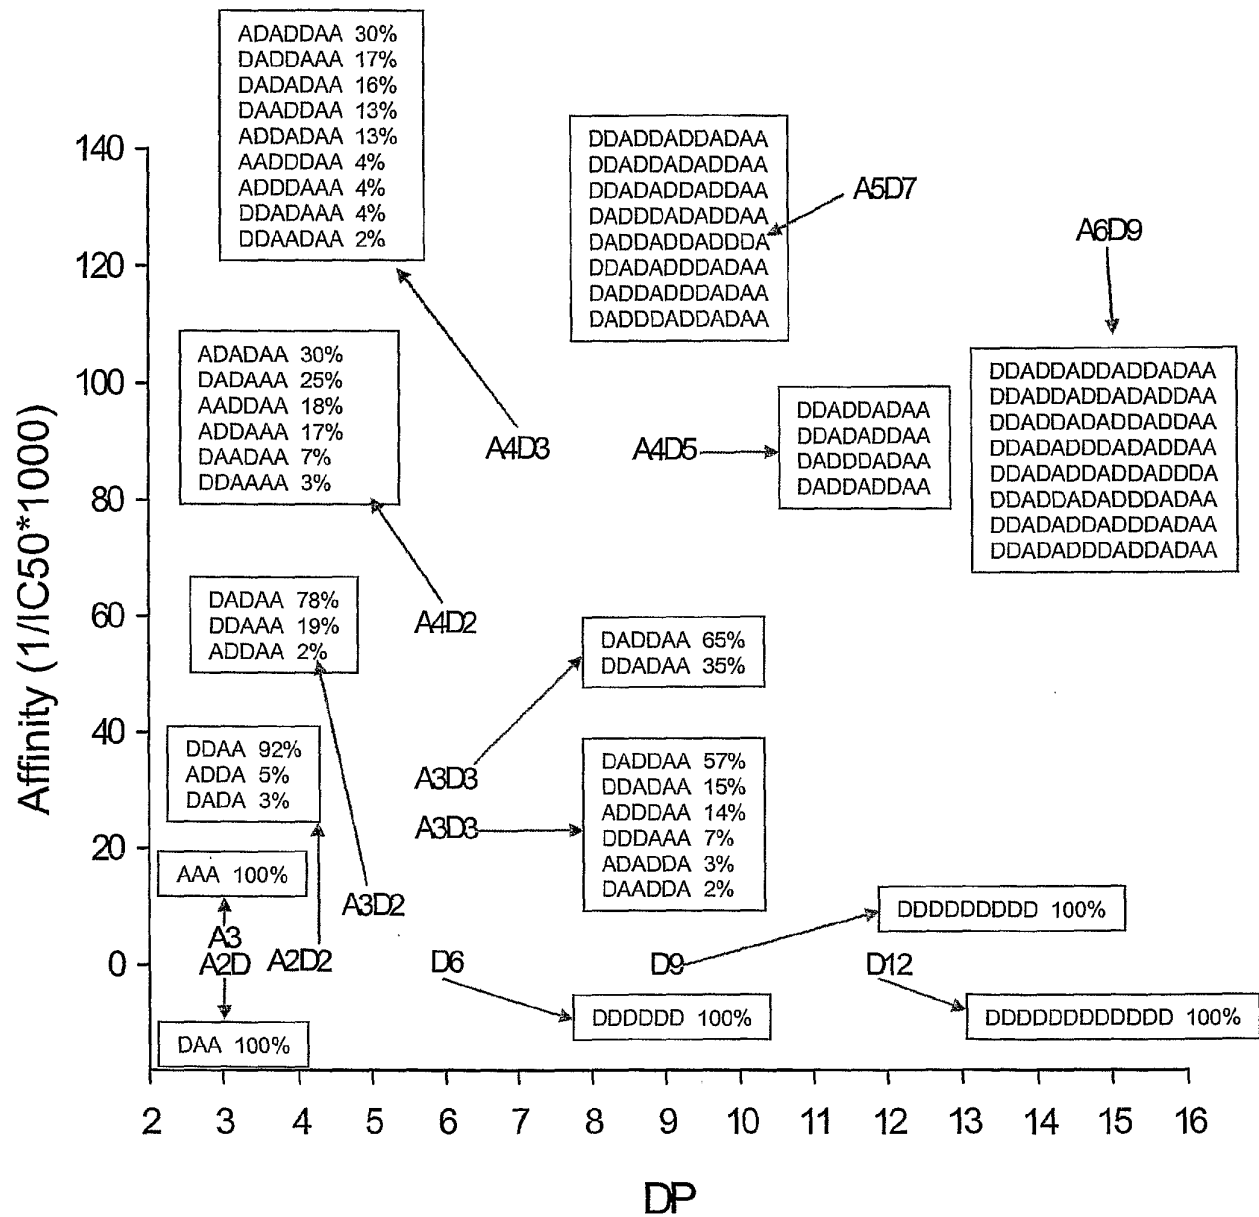 ADADDAA 30%
DADDAAA 17%
DADADAA 16%
DAADDAA 13%
ADDADAA 13%
AADDDAA 4%
ADDDAAA 4%
DDADAAA 4%
DDAADAA 2%
DDADDADDADAA
DDADDADADDAA
DDADADDADDAA
DADDDADADDAA
DADDADDADDDA
DDADADDDADAA
DADDADDDADAA
DADDDADDADAA
A5D7
A6D9
DDADDADDADDADAA
DDADDADDADADDAA
DDADDADADDADDAA
DDADADDDADADDAA
DDADADDADDADDDA
DDADDADADDDADAA
DDADADDADDDADAA
DDADADDDADDADAA
ADADAA 30%
DADAAA 25%
AADDAA 18%
ADDAAA 17%
DAADAA 7%
DDAAAA 3%
A4D3
A4D5
DDADDADAA
DDADADDAA
DADDDADAA
DADDADDAA
DADAA 78%
DDAAA 19%
ADDAA 2%
A4D2
DADDAA 65%
DDADAA 35%
DDAA 92%
ADDA 5%
DADA 3%
A3D3
A3D3
DADDAA 57%
DDADAA 15%
ADDDAA 14%
DDDAAA 7%
ADADDA 3%
DAADDA 2%
AAA 100%
A3D2
DDDDDDDDD 100%
A3
A2D
A2D2
D6
D9
D12
DAA 100%
DDDDDD 100%
DDDDDDDDDDDD 100%
140
120
100
80
60
40
20
0
Affinity (1/IC50*1000)
2 3 4 5 6 7 8 9 10 11 12 13 14 15 16
DP